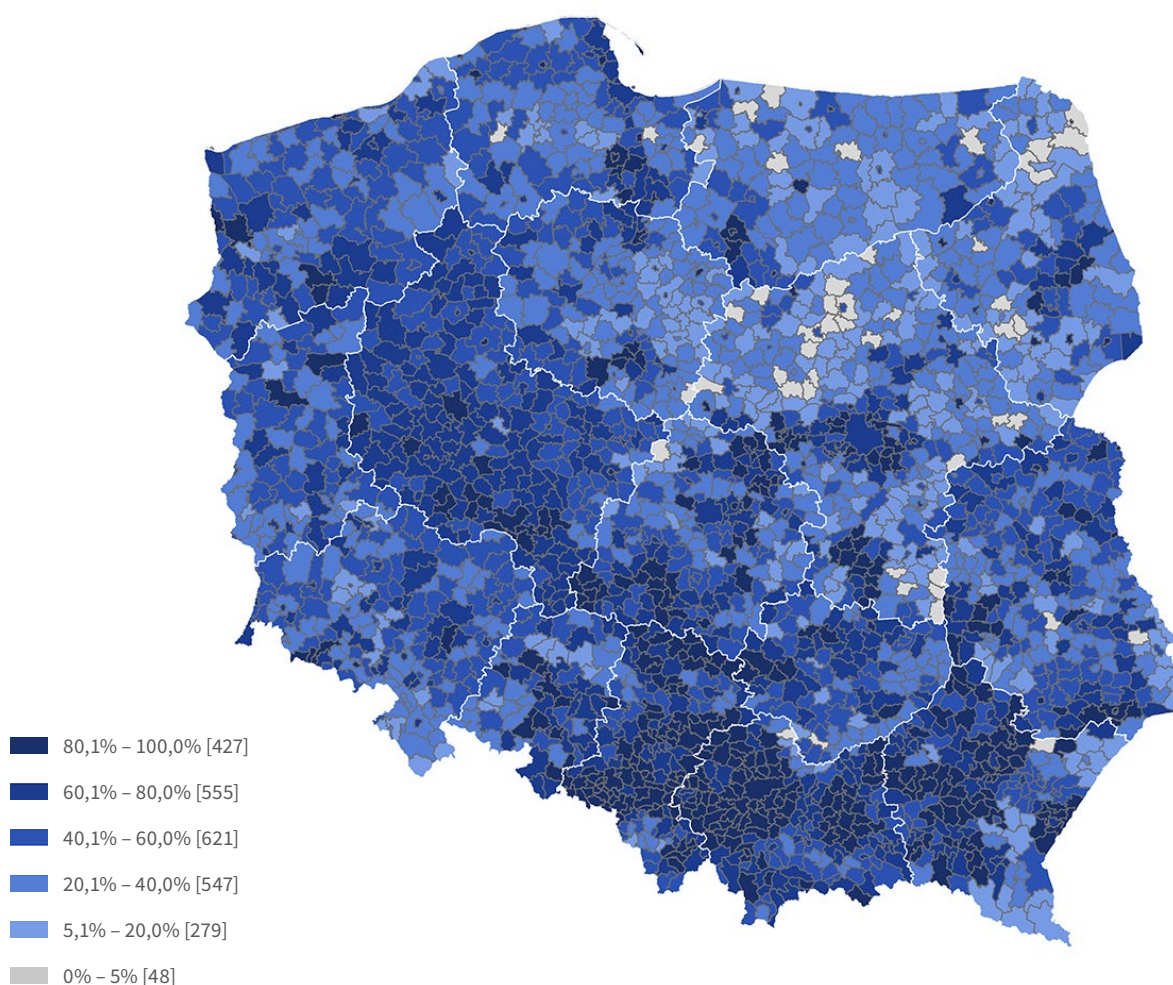 80,1% – 100,0% [427]
60,1% – 80,0% [555]
40,1% – 60,0% [621]
20,1% – 40,0% [547]
5,1% – 20,0% [279]
0% – 5% [48]